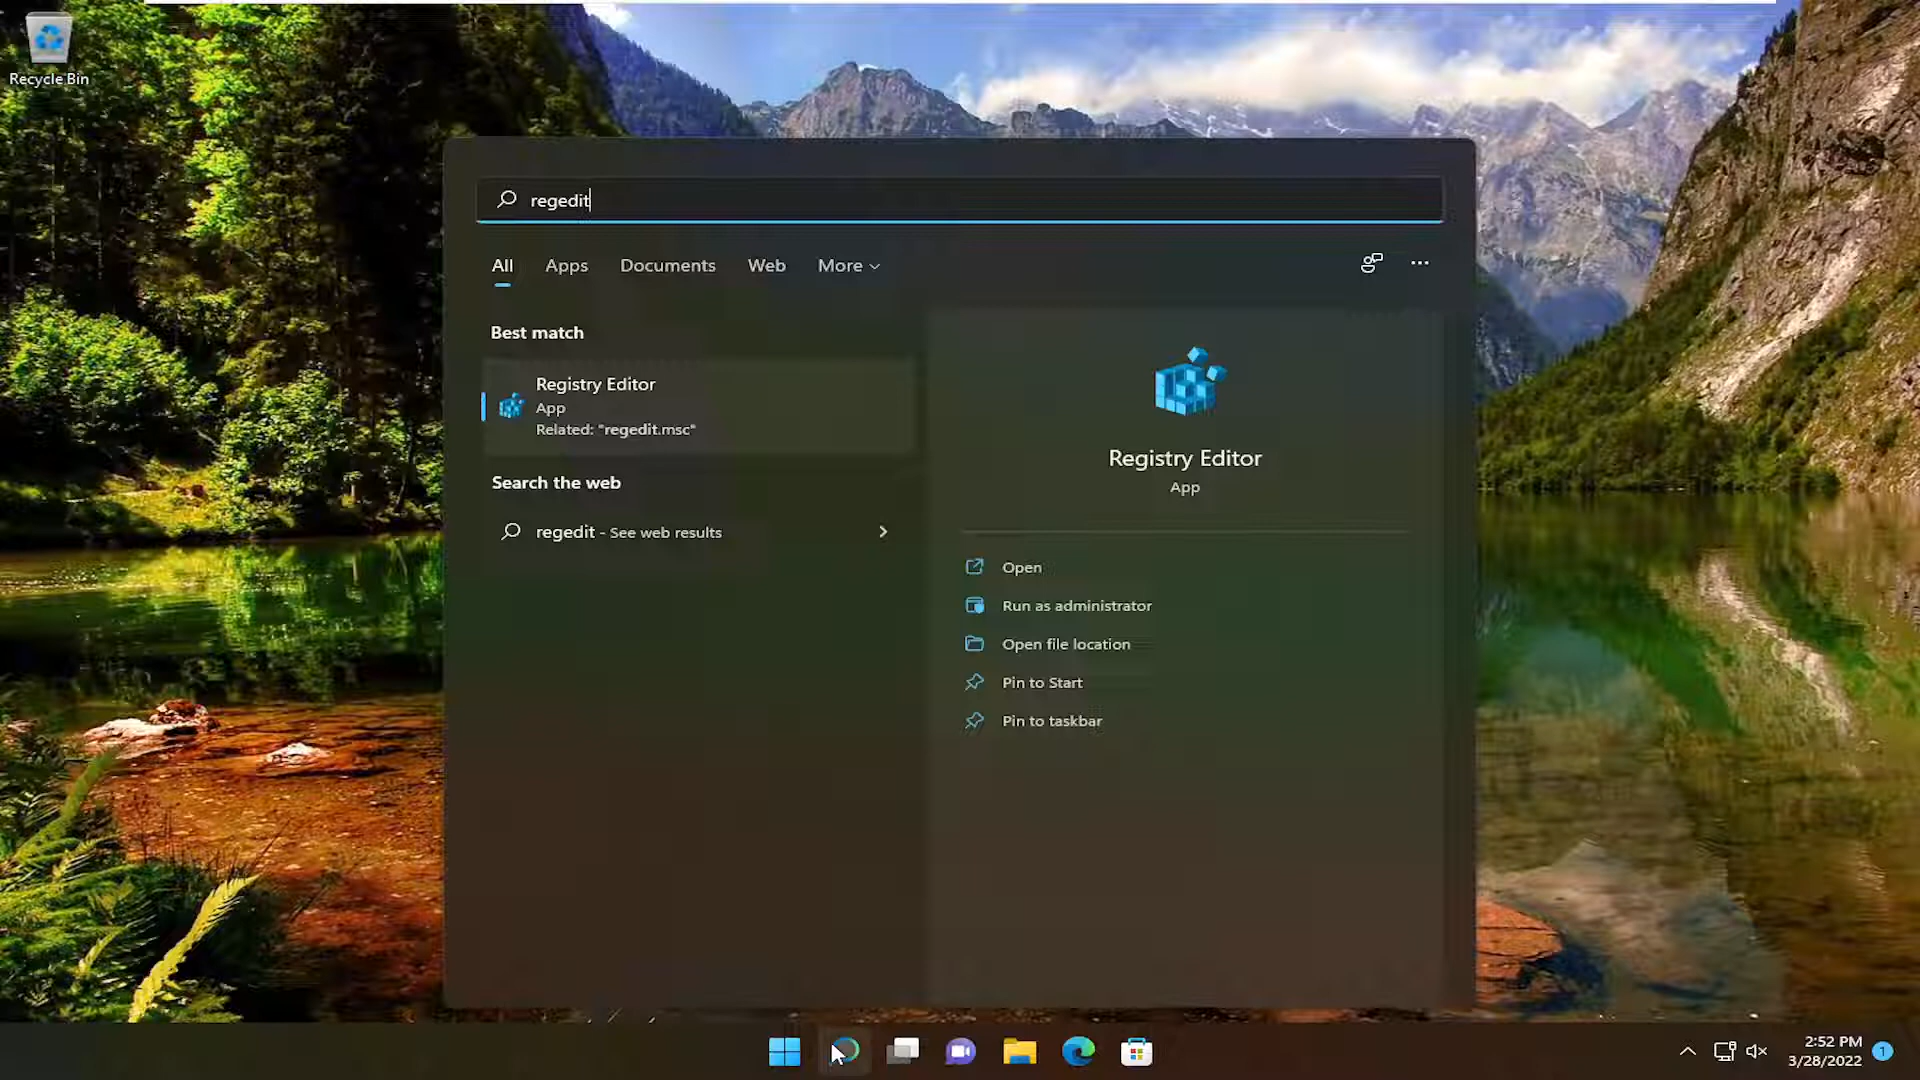 Recycle Bin
regedit
All Apps Documents Web More
Best match
Registry Editor
App
Related: "regedit.msc"
Search the web
regedit - See web results
Registry Editor
App
Open
Run as administrator
Open file location
Pin to Start
Pin to taskbar
2:52 PM
3/28/2022
1